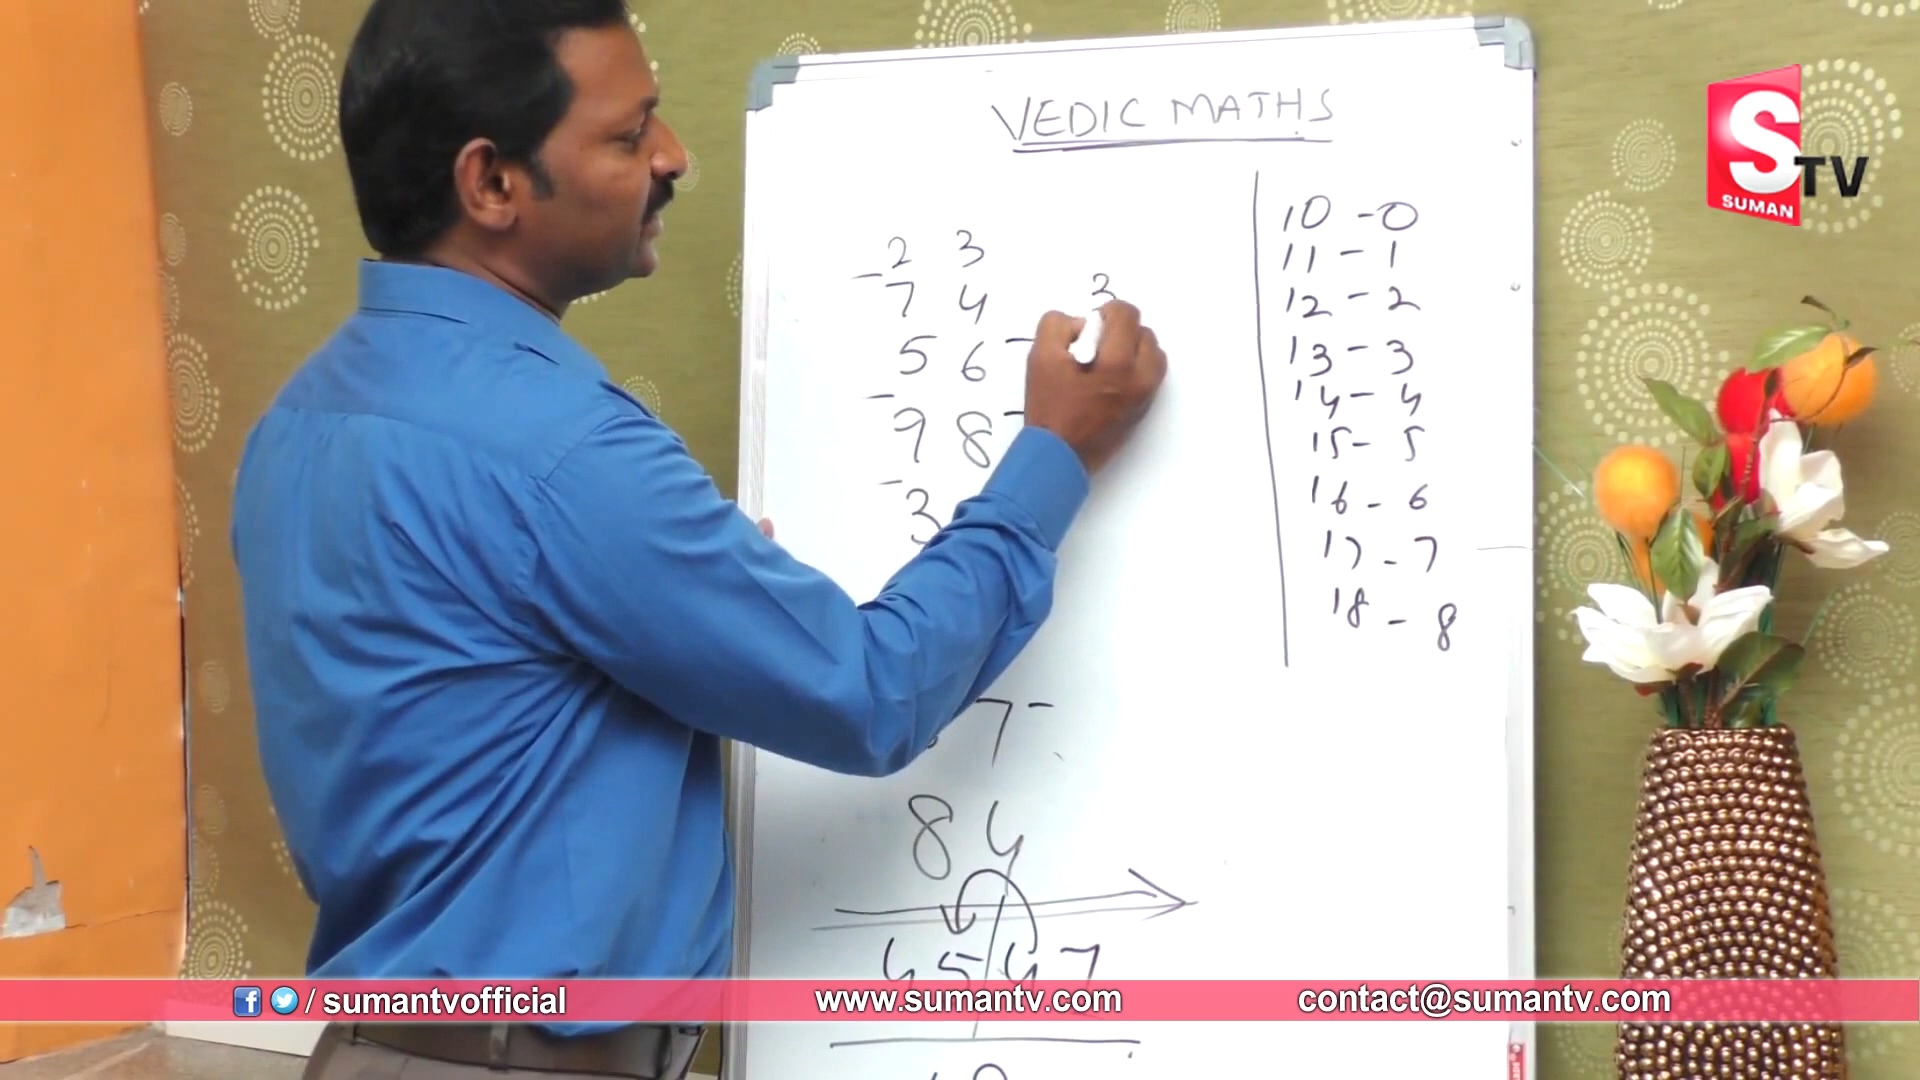 VEDIC MATHS
S TV
SUMAN
2 3
7 4
5 6
9 8
3
7
8 4
4 5 / 4 7
3
10 - 0
11 - 1
12 - 2
13 - 3
14 - 4
15 - 5
16 - 6
17 - 7
18 - 8
/ sumantvofficial
www.sumantv.com
contact@sumantv.com